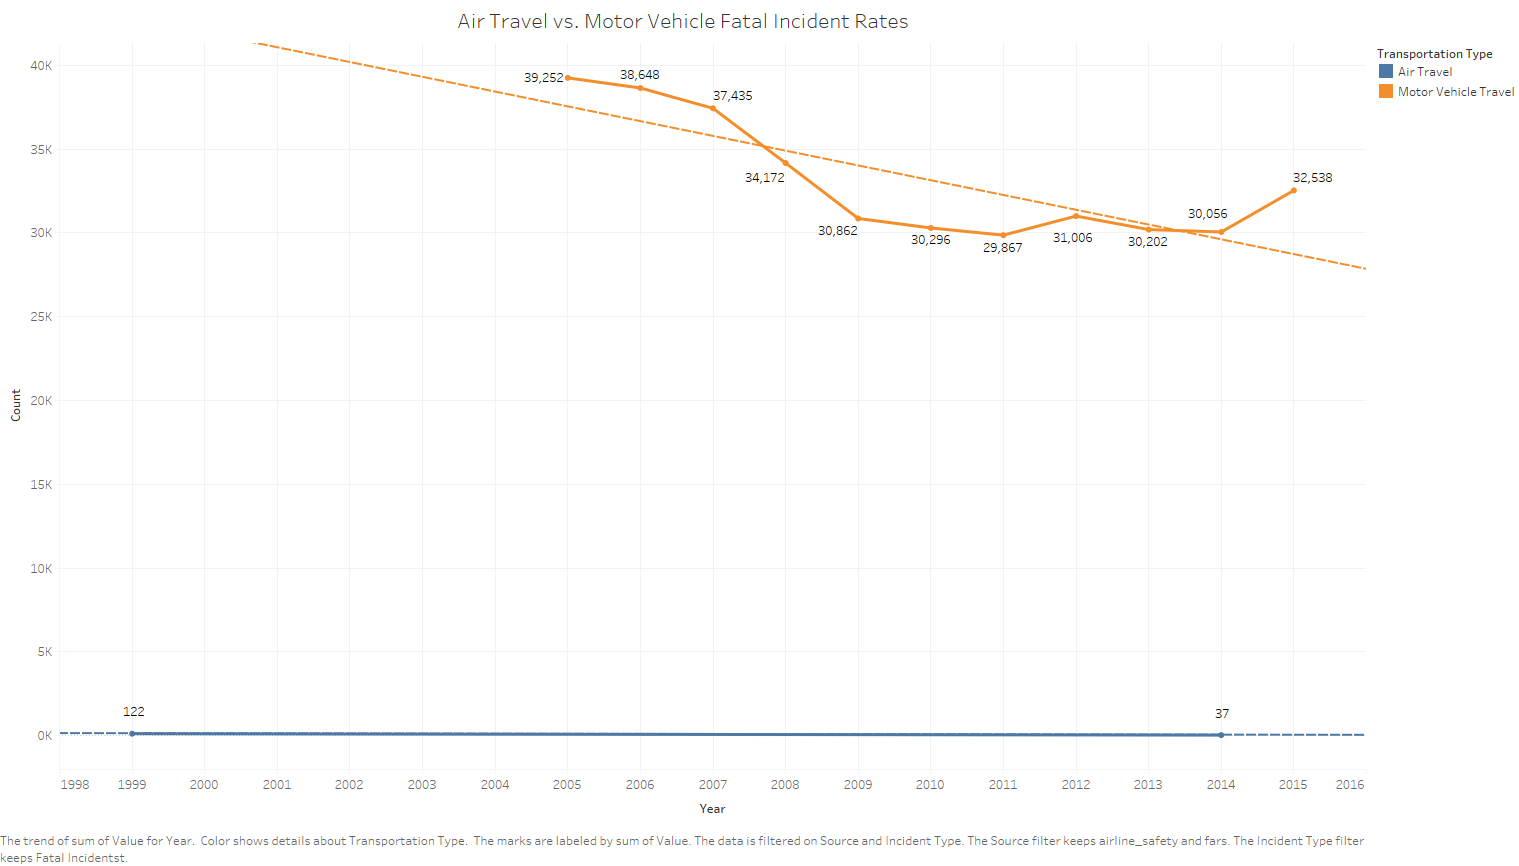 Air Travel vs. Motor Vehicle Fatal Incident Rates
Transportation Type
Air Travel
Motor Vehicle Travel
40K
35K
30K
25K
20K
15K
10K
5K
0K
Count
39,252
38,648
37,435
34,172
30,862
30,296
29,867
31,006
30,202
30,056
32,538
122
37
1998 1999 2000 2001 2002 2003 2004 2005 2006 2007 2008 2009 2010 2011 2012 2013 2014 2015 2016
Year
The trend of sum of Value for Year.  Color shows details about Transportation Type.  The marks are labeled by sum of Value. The data is filtered on Source and Incident Type. The Source filter keeps airline_safety and fars. The Incident Type filter
keeps Fatal Incidentst.